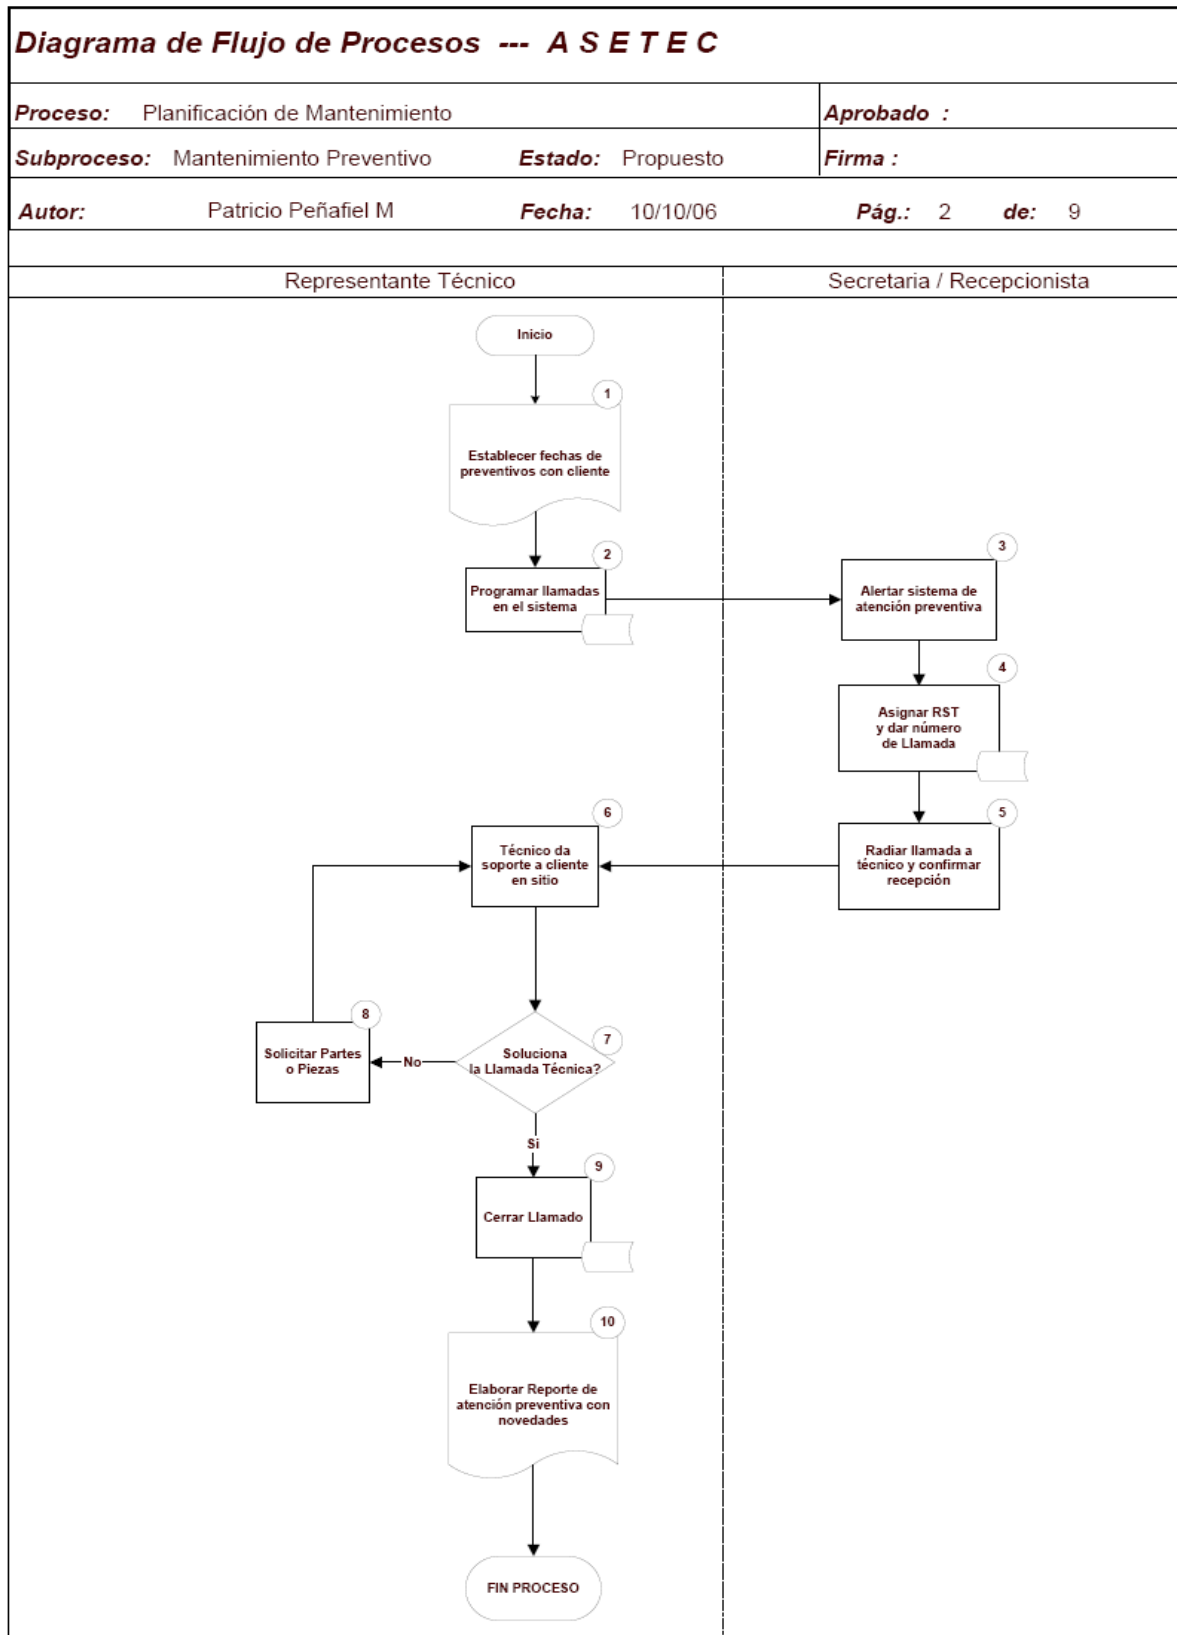 Diagrama de Flujo de Procesos --- A S E T E C
Proceso: Planificación de Mantenimiento
Aprobado :
Subproceso: Mantenimiento Preventivo
Estado: Propuesto
Firma :
Autor: Patricio Peñafiel M
Fecha: 10/10/06
Pág.: 2 de: 9
Representante Técnico
Secretaria / Recepcionista
Inicio
1
Establecer fechas de
preventivos con cliente
2
Programar llamadas
en el sistema
3
Alertar sistema de
atención preventiva
4
Asignar RST
y dar número
de Llamada
5
Radiar llamada a
técnico y confirmar
recepción
6
Técnico da
soporte a cliente
en sitio
7
Soluciona
la Llamada Técnica?
No
8
Solicitar Partes
o Piezas
Si
9
Cerrar Llamado
10
Elaborar Reporte de
atención preventiva con
novedades
FIN PROCESO